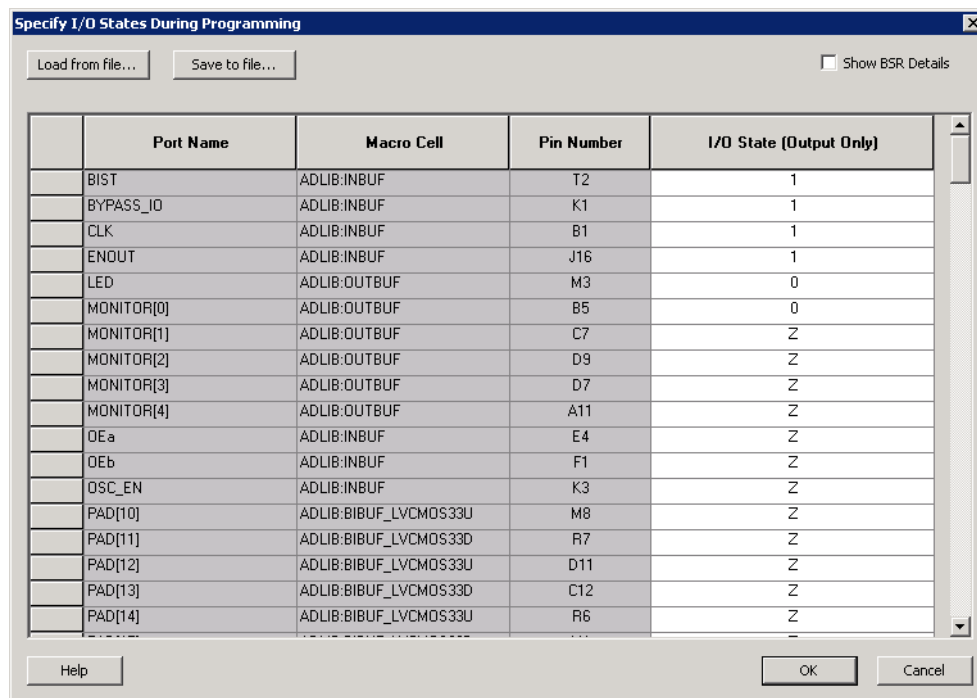 Specify I/O States During Programming
Load from file... Save to file... Show BSR Details
Port Name Macro Cell Pin Number I/O State (Output Only)
BIST ADLIB:INBUF T2 1
BYPASS_IO ADLIB:INBUF K1 1
CLK ADLIB:INBUF B1 1
ENOUT ADLIB:INBUF J16 1
LED ADLIB:OUTBUF M3 0
MONITOR[0] ADLIB:OUTBUF B5 0
MONITOR[1] ADLIB:OUTBUF C7 Z
MONITOR[2] ADLIB:OUTBUF D9 Z
MONITOR[3] ADLIB:OUTBUF D7 Z
MONITOR[4] ADLIB:OUTBUF A11 Z
OEa ADLIB:INBUF E4 Z
OEb ADLIB:INBUF F1 Z
OSC_EN ADLIB:INBUF K3 Z
PAD[10] ADLIB:BIBUF_LVCMOS33U M8 Z
PAD[11] ADLIB:BIBUF_LVCMOS33D R7 Z
PAD[12] ADLIB:BIBUF_LVCMOS33U D11 Z
PAD[13] ADLIB:BIBUF_LVCMOS33D C12 Z
PAD[14] ADLIB:BIBUF_LVCMOS33U R6 Z
Help OK Cancel